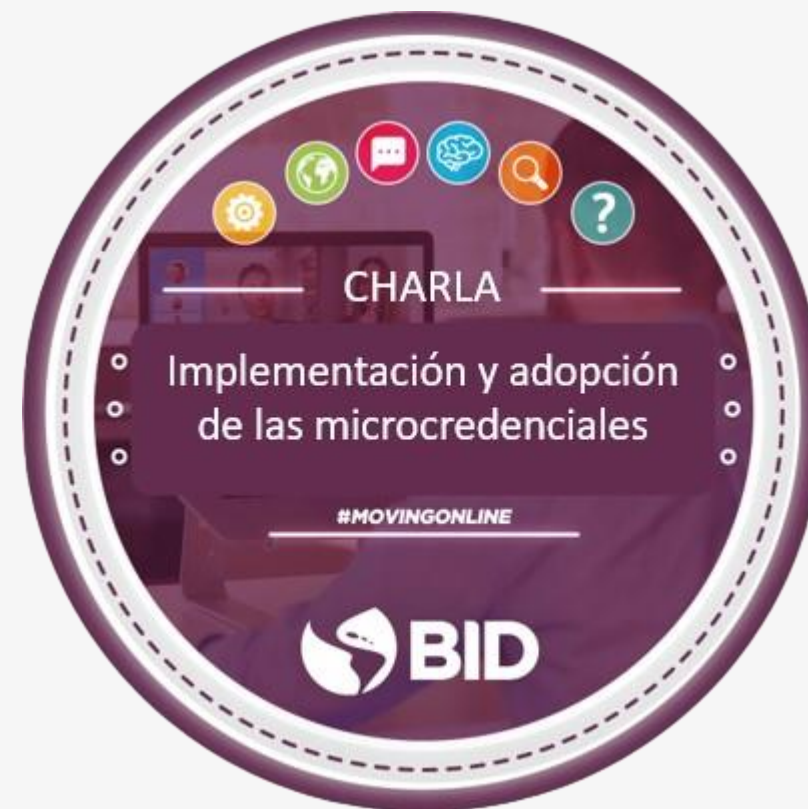 ?
CHARLA
Implementación y adopción
de las microcredenciales
#MOVINGONLINE
BID